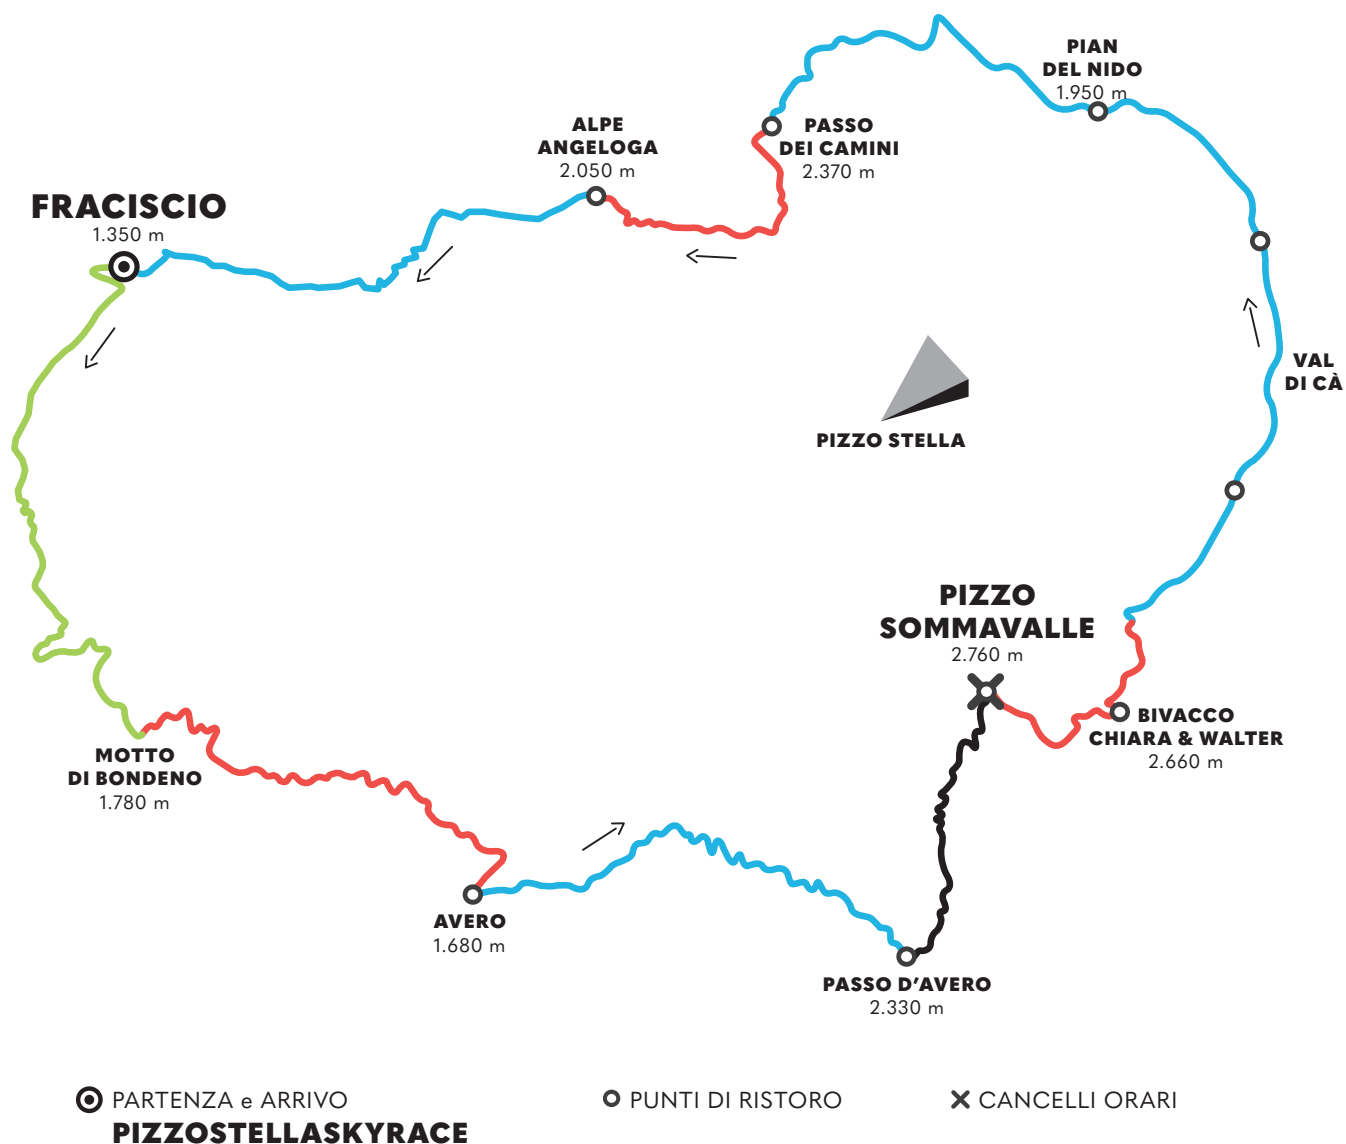 PIAN
DEL NIDO
1.950 m
ALPE
ANGELOGA
2.050 m
PASSO
DEI CAMINI
2.370 m
FRACISCIO
1.350 m
VAL
DI CÀ
PIZZO STELLA
PIZZO
SOMMAVALLE
2.760 m
BIVACCO
CHIARA & WALTER
2.660 m
MOTTO
DI BONDENO
1.780 m
AVERO
1.680 m
PASSO D’AVERO
2.330 m
PARTENZA e ARRIVO
PIZZOSTELLASKYRACE
PUNTI DI RISTORO
CANCELLI ORARI